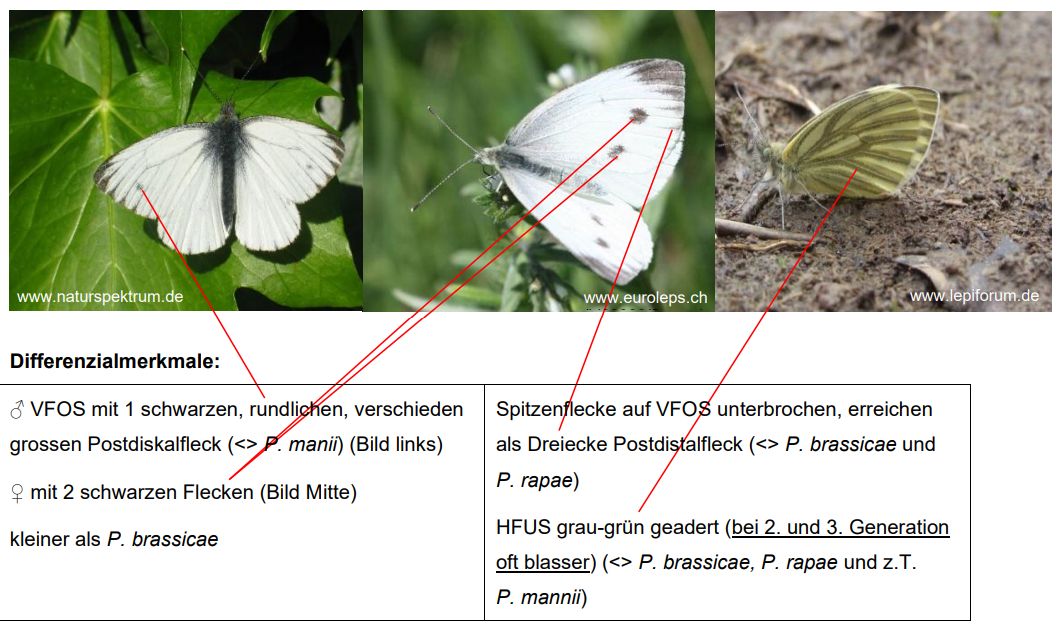 www.naturspektrum.de
www.euroleps.ch
www.lepiforum.de
Differenzialmerkmale:
♂ VFOS mit 1 schwarzen, rundlichen, verschieden
grossen Postdiskalfleck (<> P. manii) (Bild links)
♀ mit 2 schwarzen Flecken (Bild Mitte)
kleiner als P. brassicae
Spitzenflecke auf VFOS unterbrochen, erreichen
als Dreiecke Postdistalfleck (<> P. brassicae und
P. rapae)
HFUS grau-grün geadert (bei 2. und 3. Generation
oft blasser) (<> P. brassicae, P. rapae und z.T.
P. mannii)